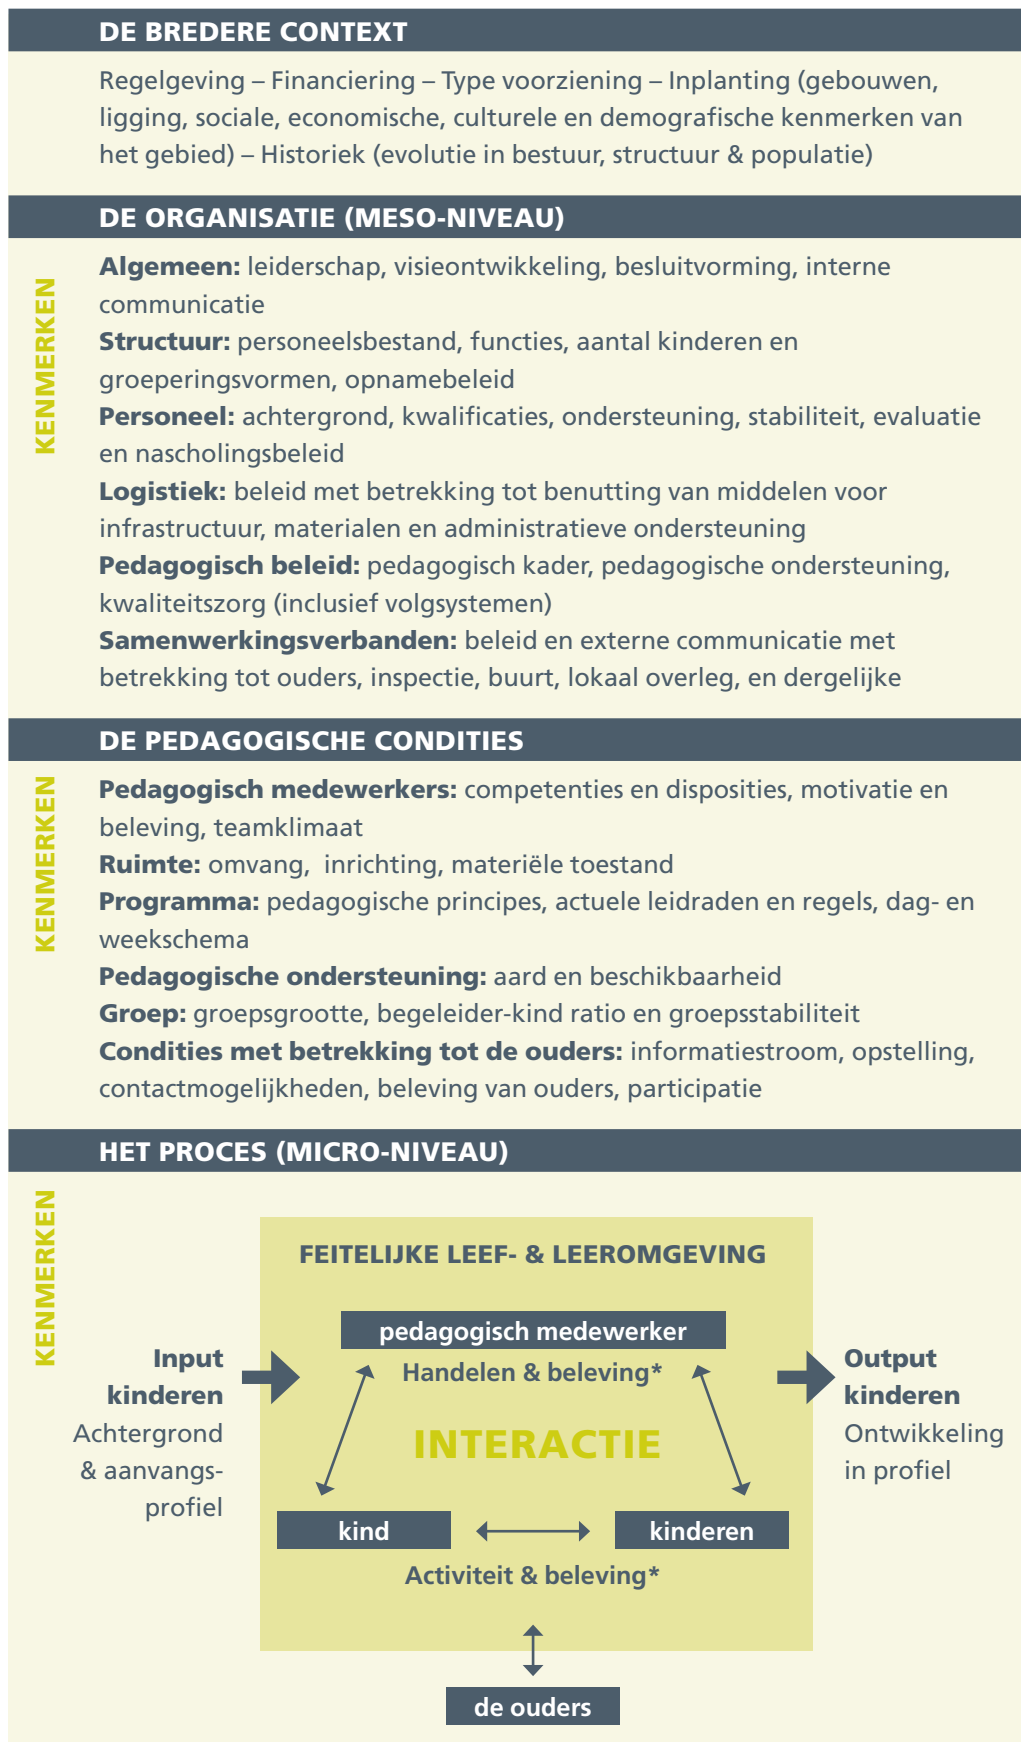 DE BREDERE CONTEXT
Regelgeving – Financiering – Type voorziening – Inplanting (gebouwen,
ligging, sociale, economische, culturele en demografische kenmerken van
het gebied) – Historiek (evolutie in bestuur, structuur & populatie)
DE ORGANISATIE (MESO-NIVEAU)
KENMERKEN
Algemeen: leiderschap, visieontwikkeling, besluitvorming, interne
communicatie
Structuur: personeelsbestand, functies, aantal kinderen en
groeperingsvormen, opnamebeleid
Personeel: achtergrond, kwalificaties, ondersteuning, stabiliteit, evaluatie
en nascholingsbeleid
Logistiek: beleid met betrekking tot benutting van middelen voor
infrastructuur, materialen en administratieve ondersteuning
Pedagogisch beleid: pedagogisch kader, pedagogische ondersteuning,
kwaliteitszorg (inclusief volgsystemen)
Samenwerkingsverbanden: beleid en externe communicatie met
betrekking tot ouders, inspectie, buurt, lokaal overleg, en dergelijke
DE PEDAGOGISCHE CONDITIES
KENMERKEN
Pedagogisch medewerkers: competenties en disposities, motivatie en
beleving, teamklimaat
Ruimte: omvang, inrichting, materiële toestand
Programma: pedagogische principes, actuele leidraden en regels, dag- en
weekschema
Pedagogische ondersteuning: aard en beschikbaarheid
Groep: groepsgrootte, begeleider-kind ratio en groepsstabiliteit
Condities met betrekking tot de ouders: informatiestroom, opstelling,
contactmogelijkheden, beleving van ouders, participatie
HET PROCES (MICRO-NIVEAU)
KENMERKEN
Input
kinderen
Achtergrond
& aanvangs-
profiel
FEITELIJKE LEEF- & LEEROMGEVING
pedagogisch medewerker
Handelen & beleving*
INTERACTIE
kind
kinderen
Activiteit & beleving*
de ouders
Output
kinderen
Ontwikkeling
in profiel